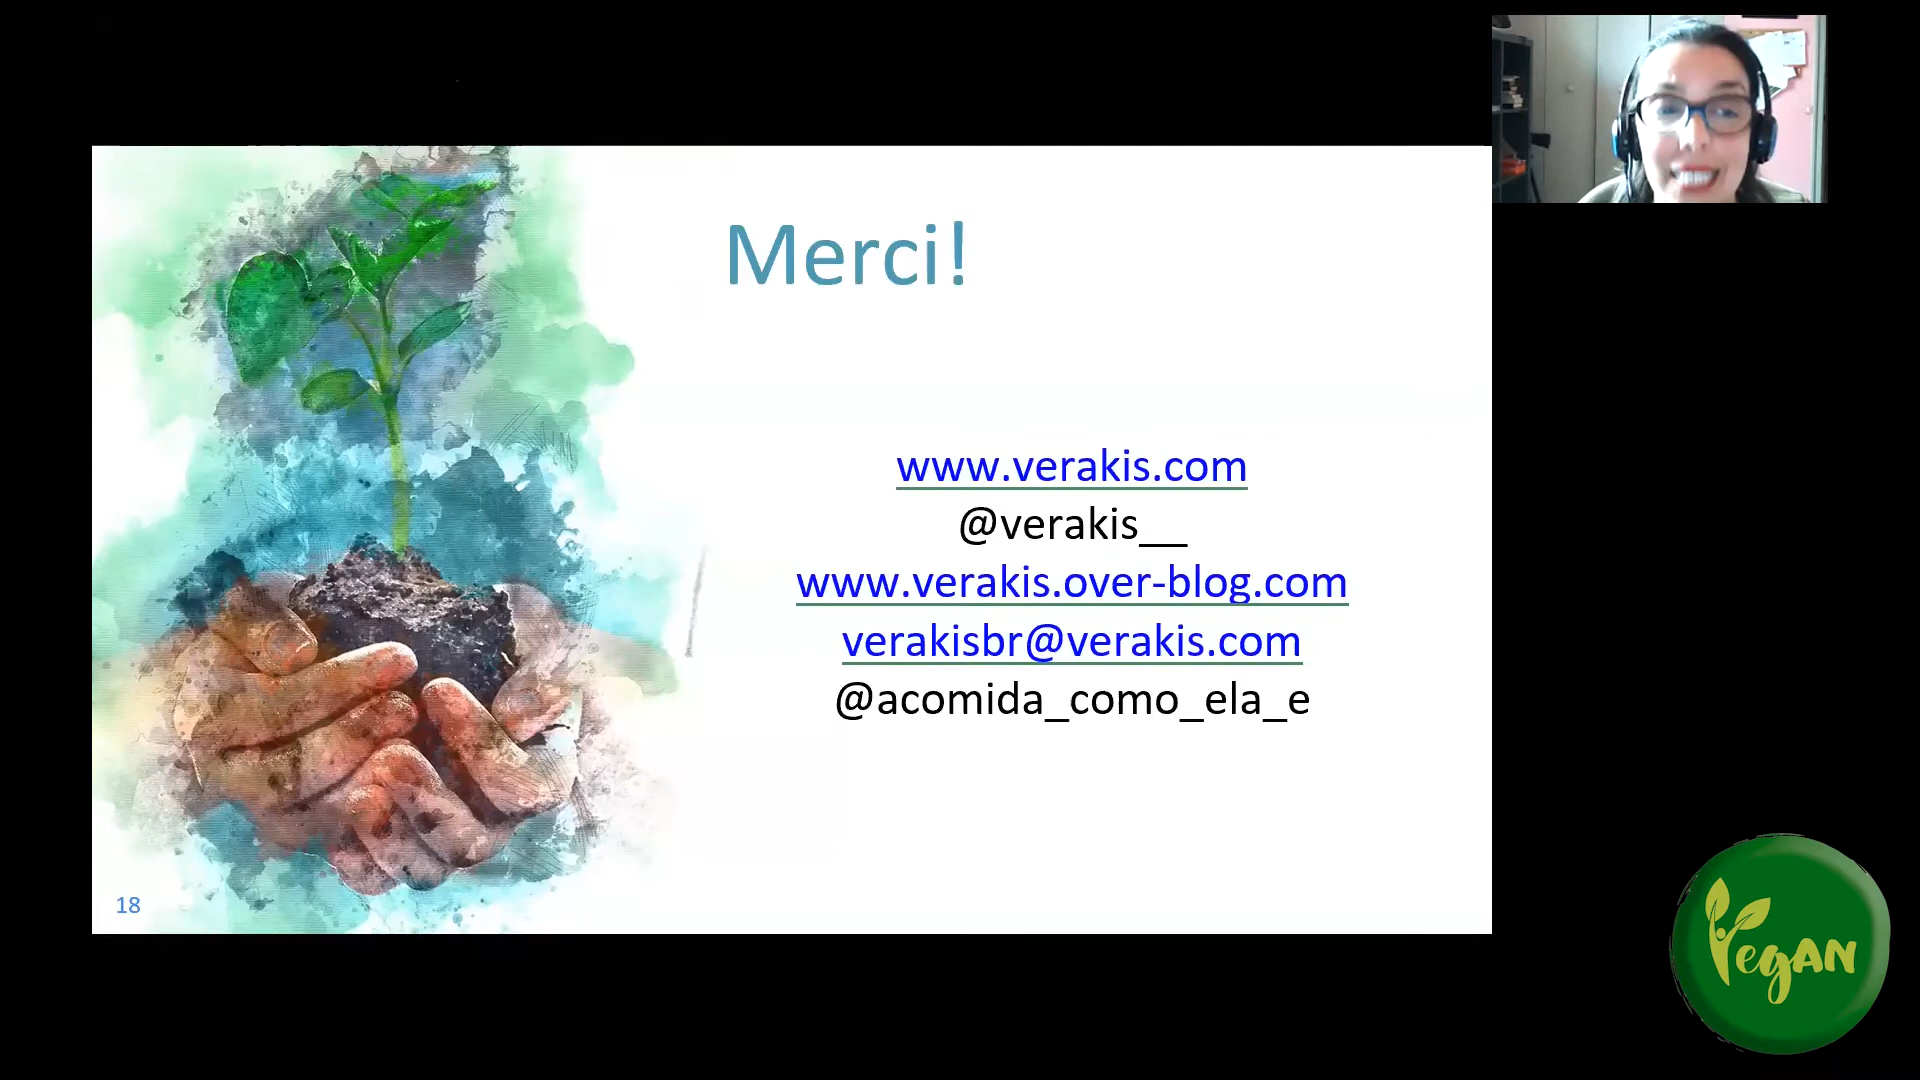 Merci!
www.verakis.com
@verakis__
www.verakis.over-blog.com
verakisbr@verakis.com
@acomida_como_ela_e
18
VegAN